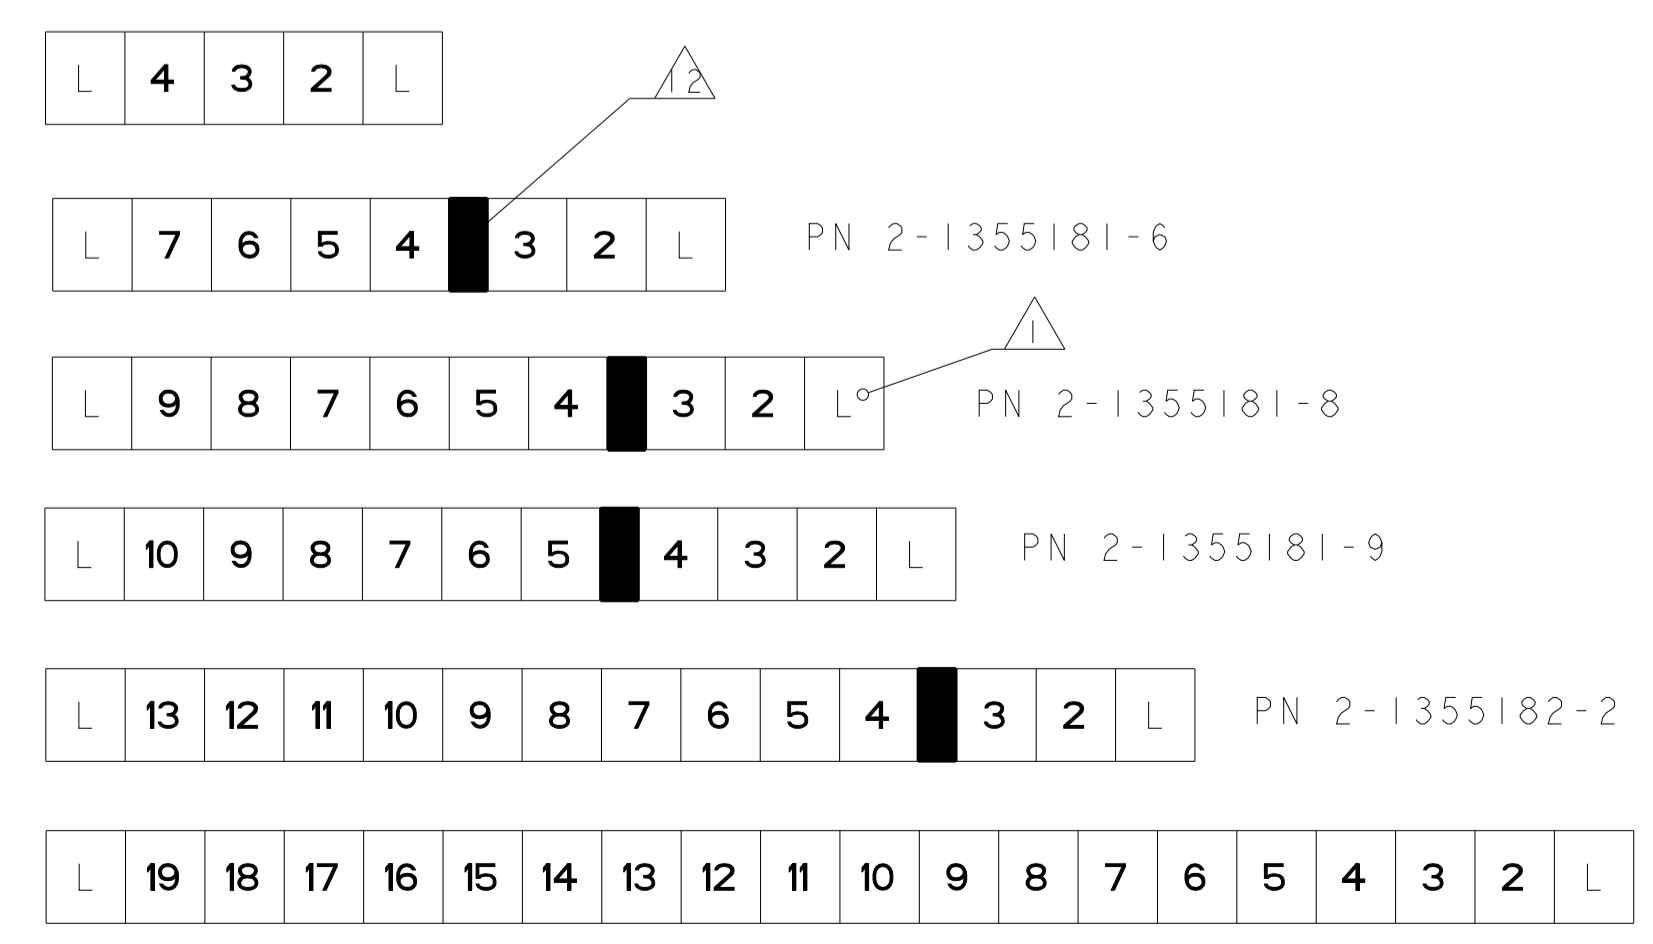 L 4 3 2 L
12
L 7 6 5 4 3 2 L
PN 2-1355181-6
1
L 9 8 7 6 5 4 3 2 L
PN 2-1355181-8
L 10 9 8 7 6 5 4 3 2 L
PN 2-1355181-9
L 13 12 11 10 9 8 7 6 5 4 3 2 L
PN 2-1355182-2
L 19 18 17 16 15 14 13 12 11 10 9 8 7 6 5 4 3 2 L